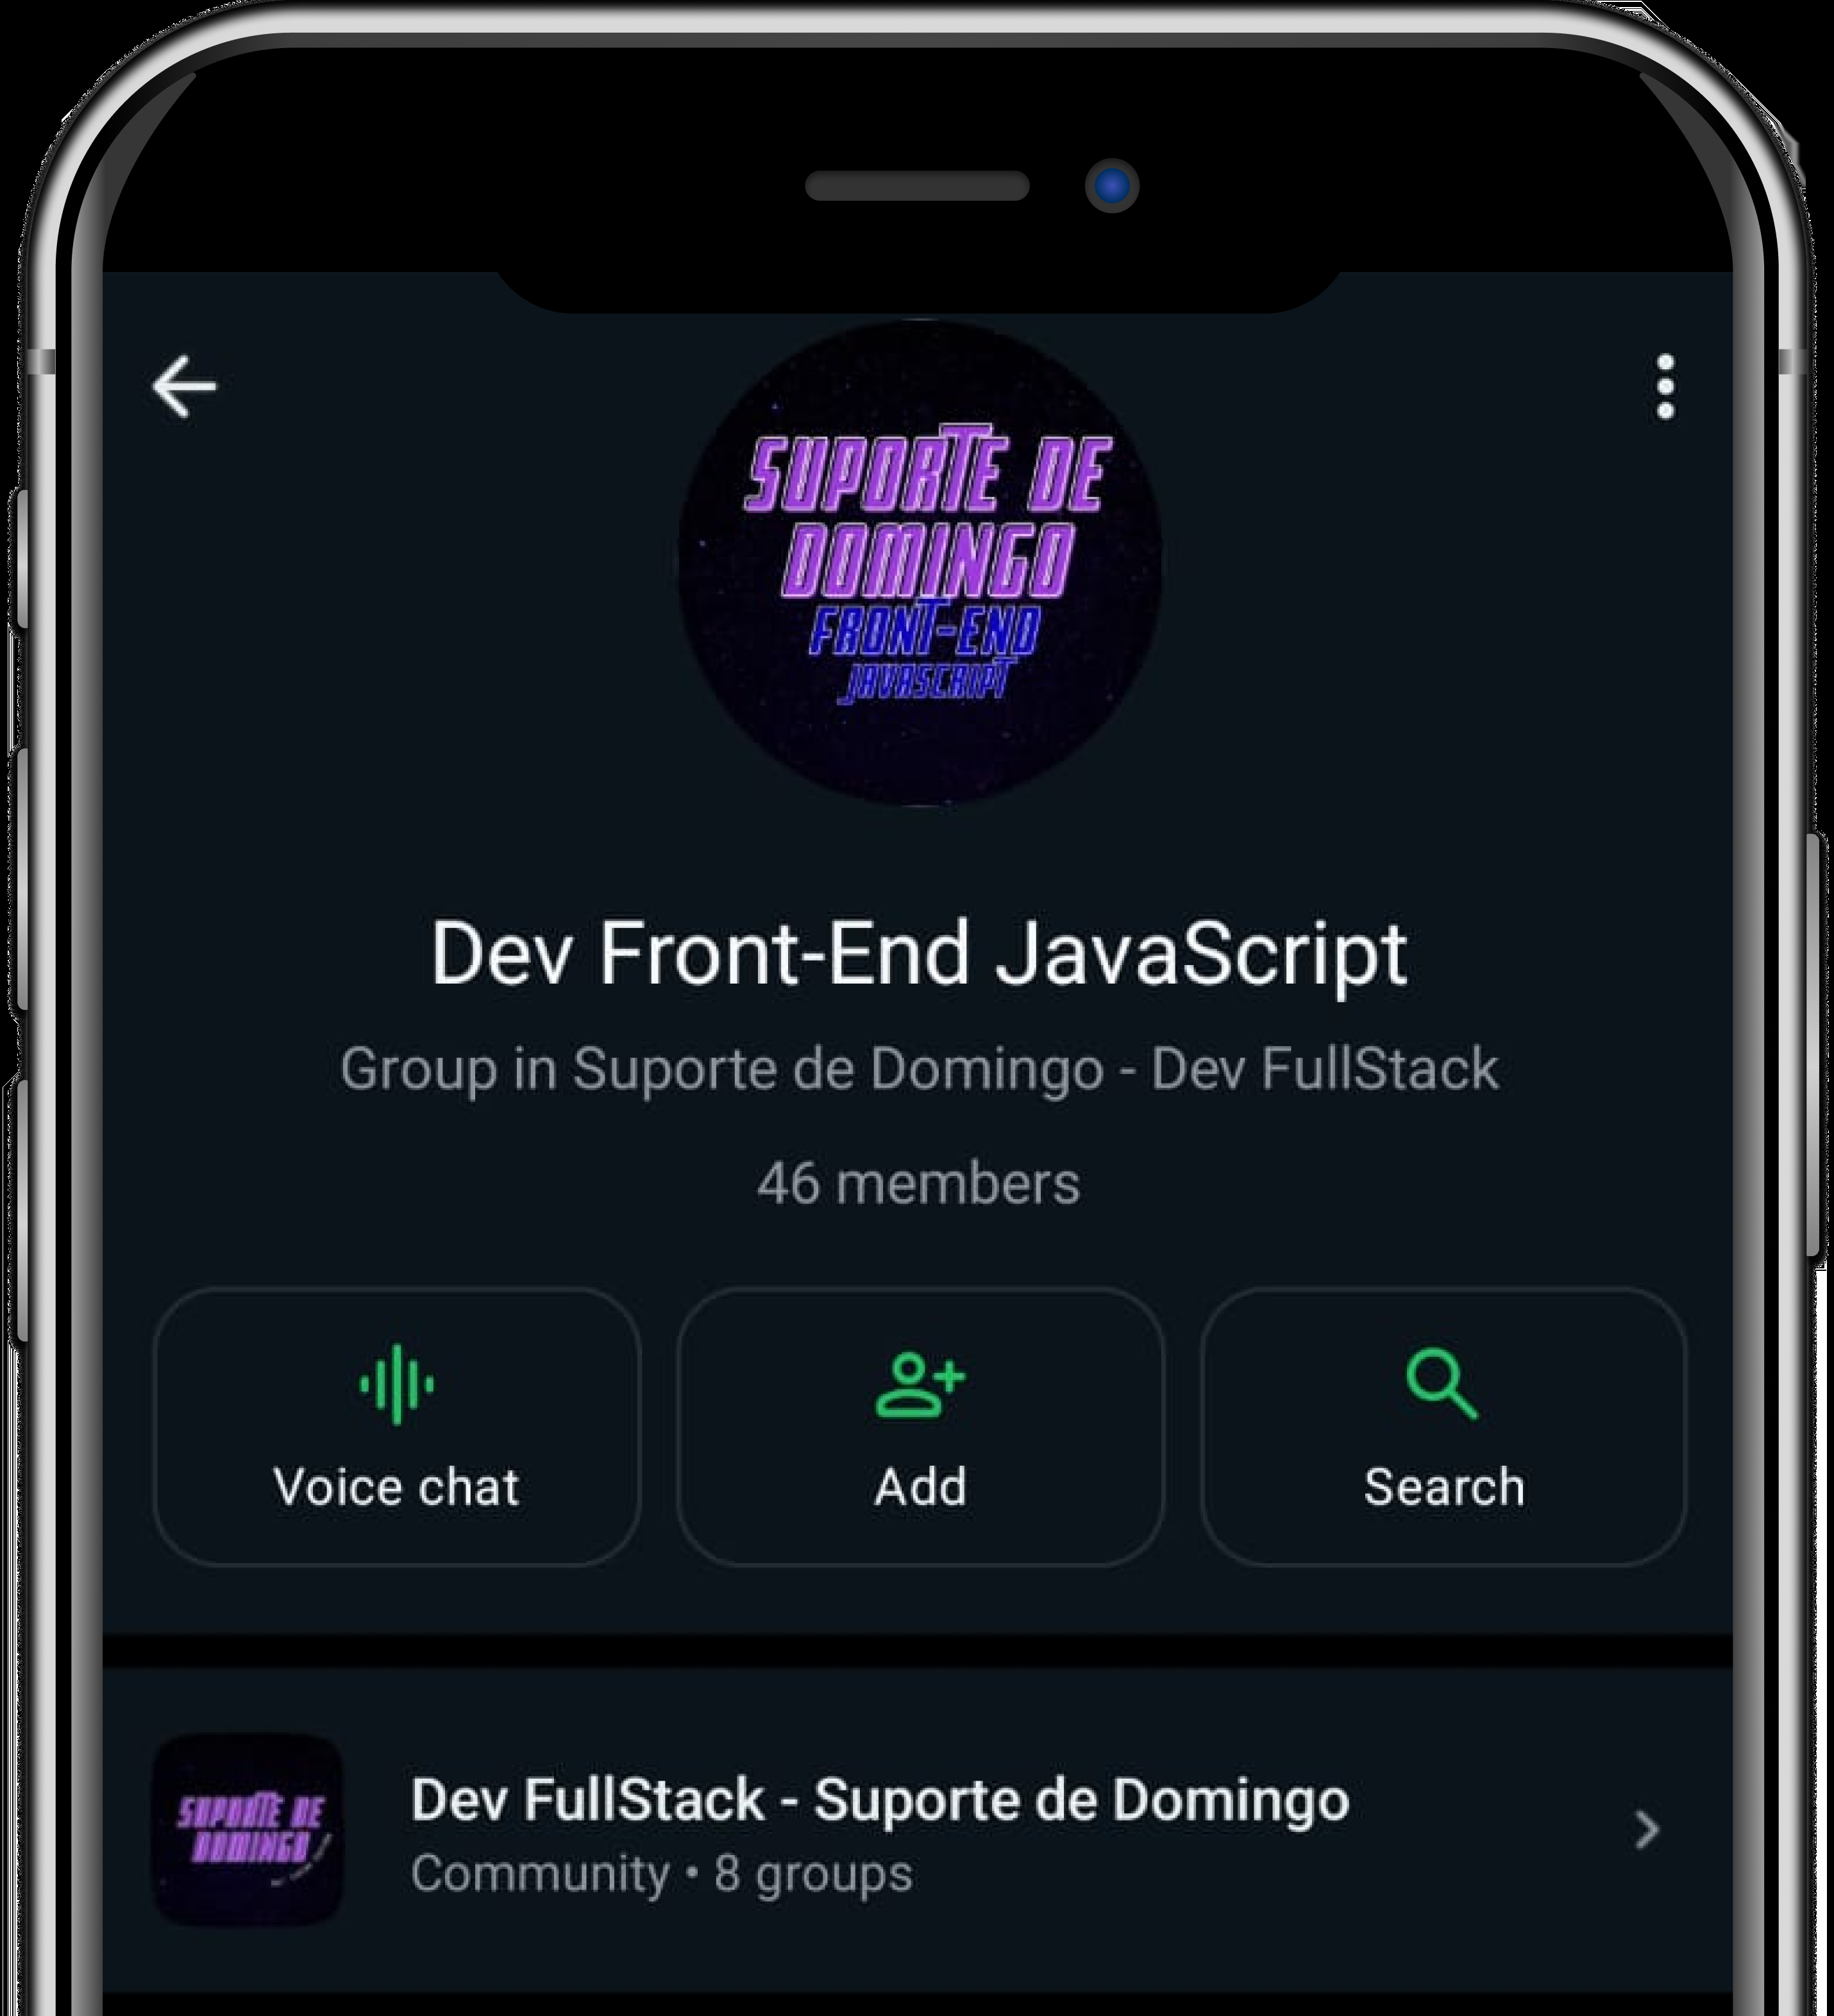 SUPORTE DE
DOMINGO
FRONT-END
JAVASCRIPT
Dev Front-End JavaScript
Group in Suporte de Domingo - Dev FullStack
46 members
Voice chat
Add
Search
SUPORTE DE
DOMINGO
Dev FullStack - Suporte de Domingo
Community • 8 groups